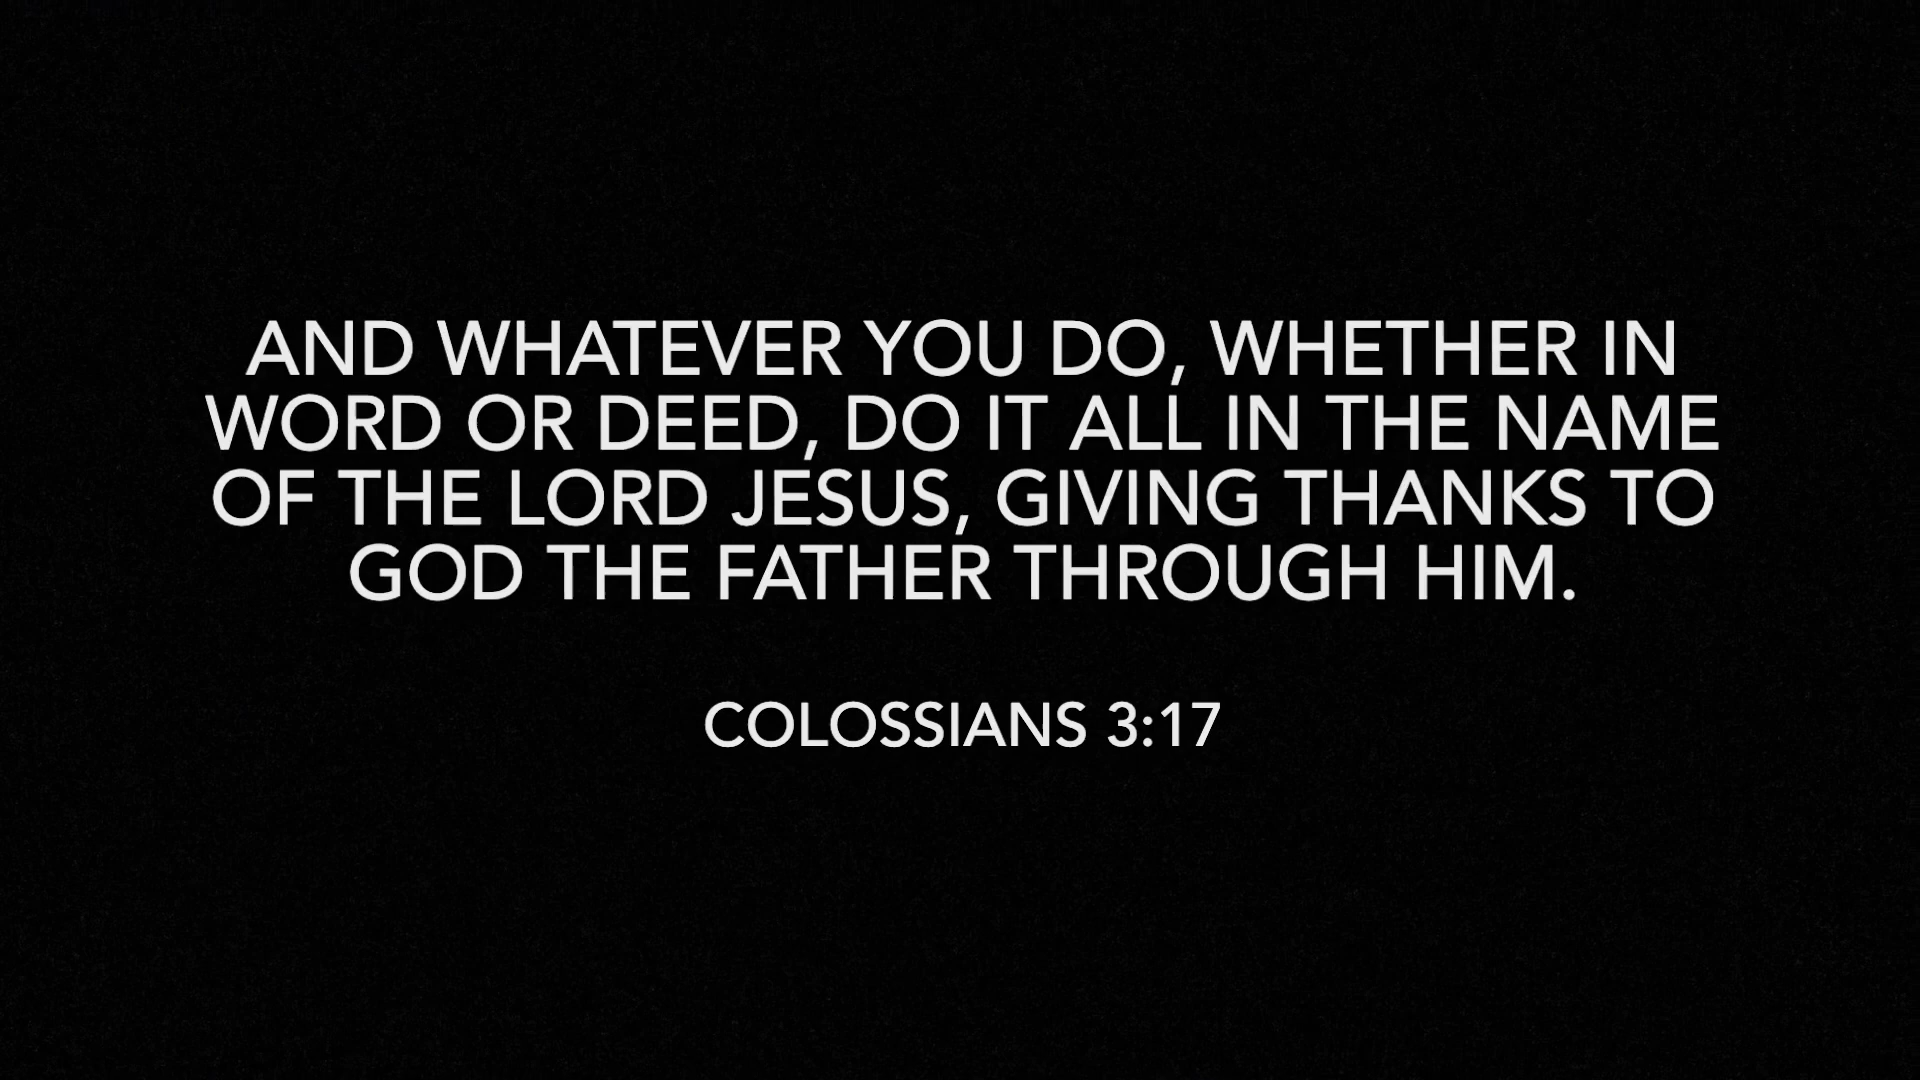 AND WHATEVER YOU DO, WHETHER IN
WORD OR DEED, DO IT ALL IN THE NAME
OF THE LORD JESUS, GIVING THANKS TO
GOD THE FATHER THROUGH HIM.
COLOSSIANS 3:17